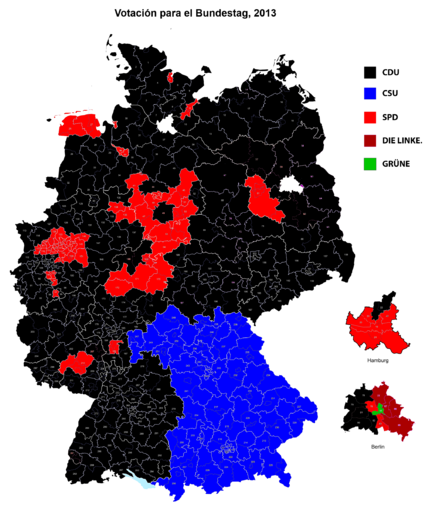 Votación para el Bundestag, 2013
CDU
CSU
SPD
DIE LINKE.
GRÜNE
Hamburg
Berlin